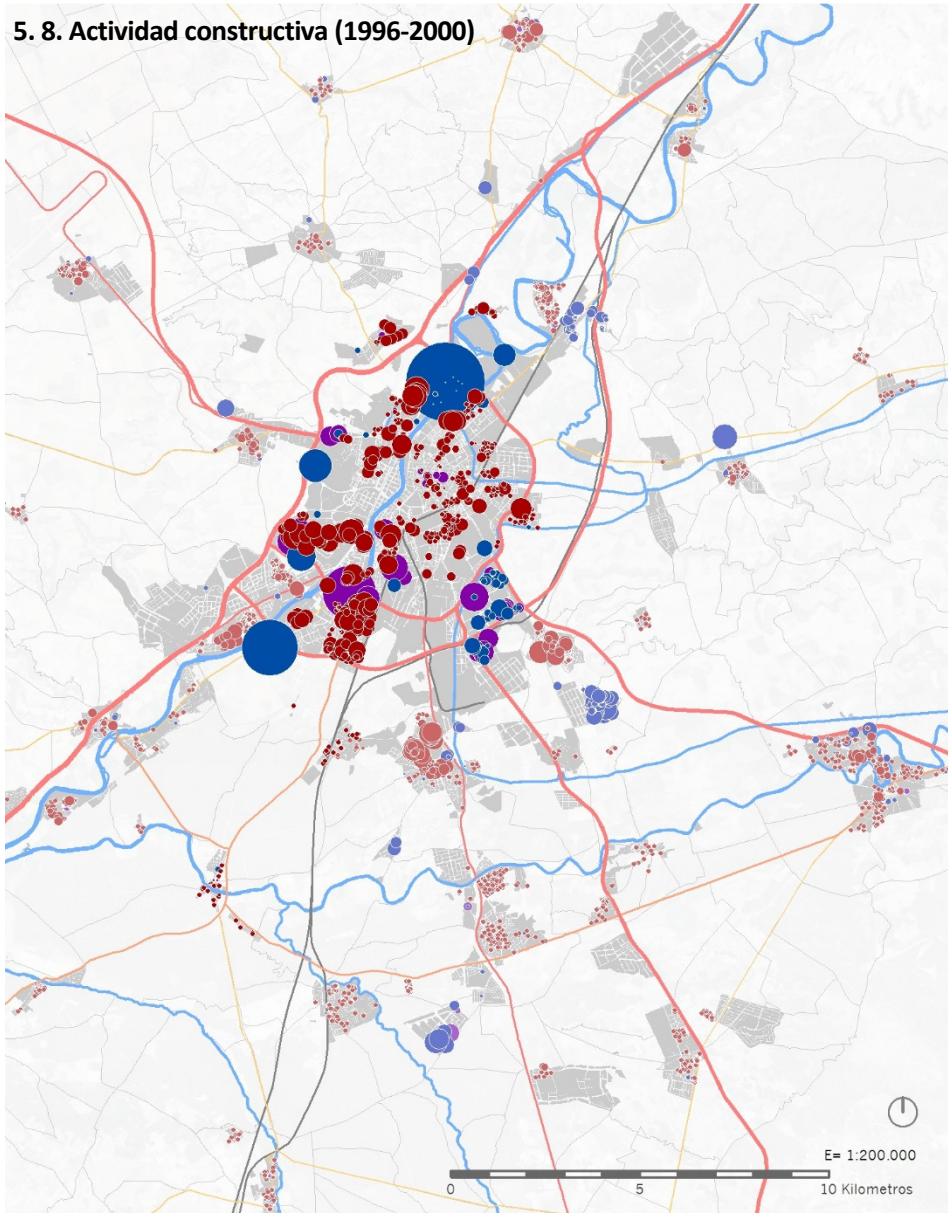 5. 8. Actividad constructiva (1996-2000)
E= 1:200.000
0 5 10 Kilometros